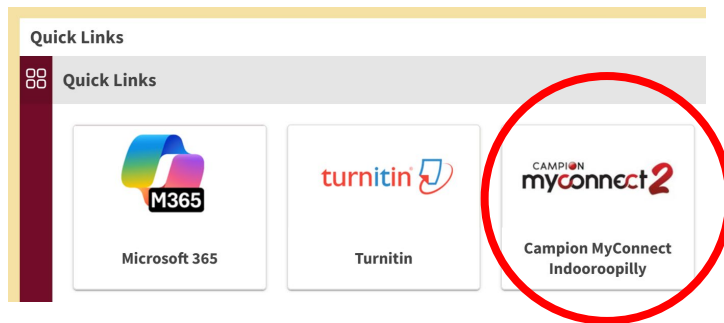 Quick Links
Quick Links
M365
Microsoft 365
turnitin
Turnitin
CAMPION
myconnect2
Campion MyConnect
Indooroopilly